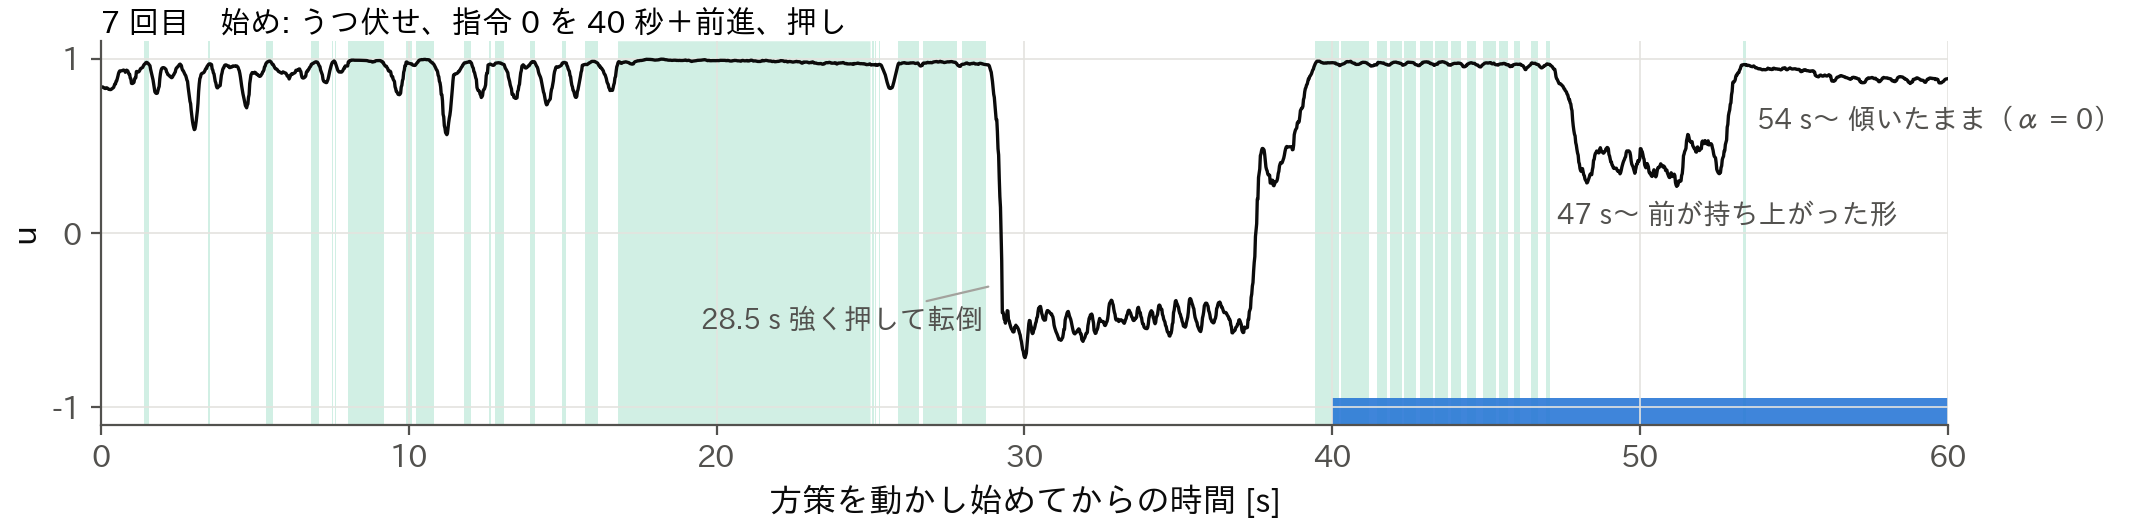 7 回目　始め: うつ伏せ、指令 0 を 40 秒＋前進、押し
u
1
0
-1
54 s～ 傾いたまま（α = 0）
47 s～ 前が持ち上がった形
28.5 s 強く押して転倒
0 10 20 30 40 50 60
方策を動かし始めてからの時間 [s]